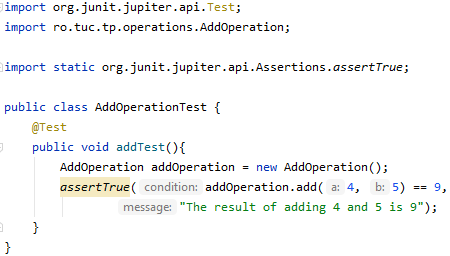 import org.junit.jupiter.api.Test;
import ro.tuc.tp.operations.AddOperation;
import static org.junit.jupiter.api.Assertions.assertTrue;
public class AddOperationTest {
@Test
public void addTest(){
AddOperation addOperation = new AddOperation();
assertTrue( condition: addOperation.add( a: 4, b: 5) == 9,
message: "The result of adding 4 and 5 is 9");
}
}